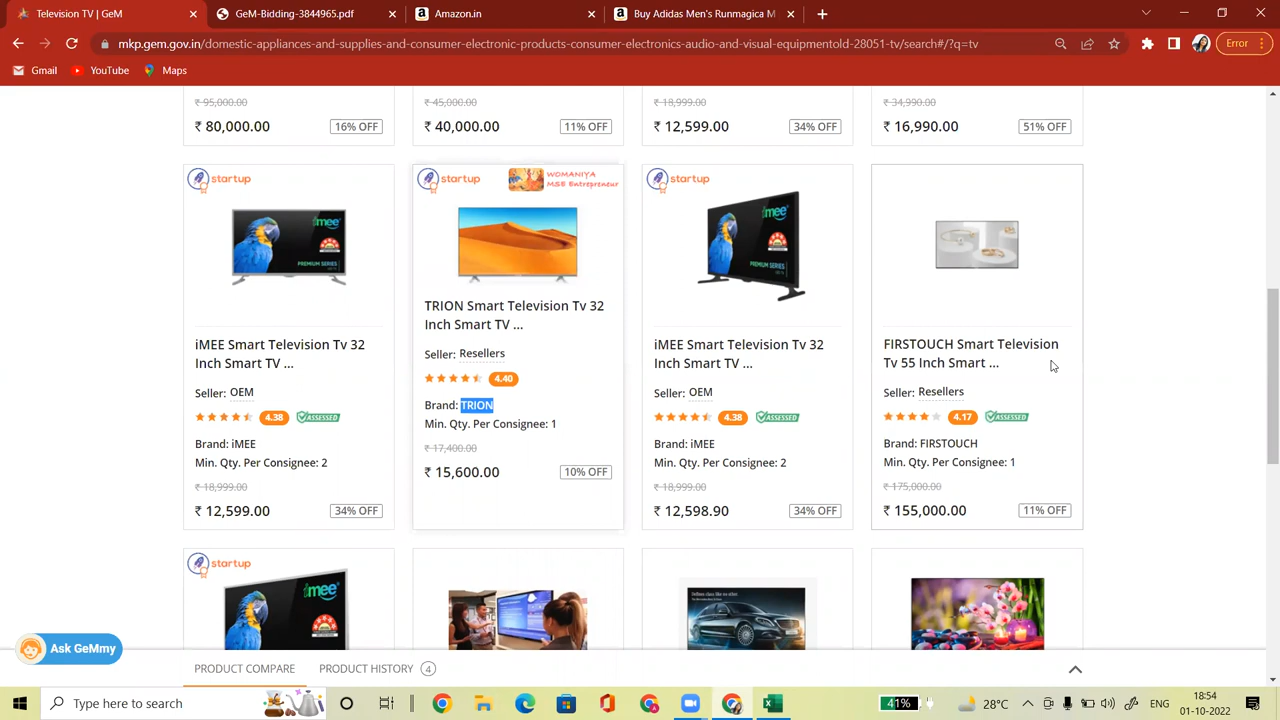 Television TV | GeM
GeM-Bidding-3844965.pdf
Amazon.in
Buy Adidas Men's Runmagica M
mkp.gem.gov.in/domestic-appliances-and-supplies-and-consumer-electronic-products-consumer-electronics-audio-and-visual-equipmentold-28051-tv/search#/?q=tv
Error
Gmail
YouTube
Maps
₹ 95,000.00
₹ 80,000.00
16% OFF
₹ 45,000.00
₹ 40,000.00
11% OFF
₹ 18,999.00
₹ 12,599.00
34% OFF
₹ 34,990.00
₹ 16,990.00
51% OFF
startup
imee
PREMIUM SERIES
iMEE Smart Television Tv 32
Inch Smart TV ...
Seller: OEM
4.38
ASSESSED
Brand: iMEE
Min. Qty. Per Consignee: 2
₹ 18,999.00
₹ 12,599.00
34% OFF
startup
WOMANIYA
MSE Entrepreneur
TRION Smart Television Tv 32
Inch Smart TV ...
Seller: Resellers
4.40
Brand: TRION
Min. Qty. Per Consignee: 1
₹ 17,400.00
₹ 15,600.00
10% OFF
startup
imee
PREMIUM SERIES
iMEE Smart Television Tv 32
Inch Smart TV ...
Seller: OEM
4.38
ASSESSED
Brand: iMEE
Min. Qty. Per Consignee: 2
₹ 18,999.00
₹ 12,598.90
34% OFF
FIRSTOUCH Smart Television
Tv 55 Inch Smart ...
Seller: Resellers
4.17
ASSESSED
Brand: FIRSTOUCH
Min. Qty. Per Consignee: 1
₹ 175,000.00
₹ 155,000.00
11% OFF
startup
imee
Ask GeMmy
PRODUCT COMPARE
PRODUCT HISTORY 4
Type here to search
41%
28°C
ENG
18:54
01-10-2022